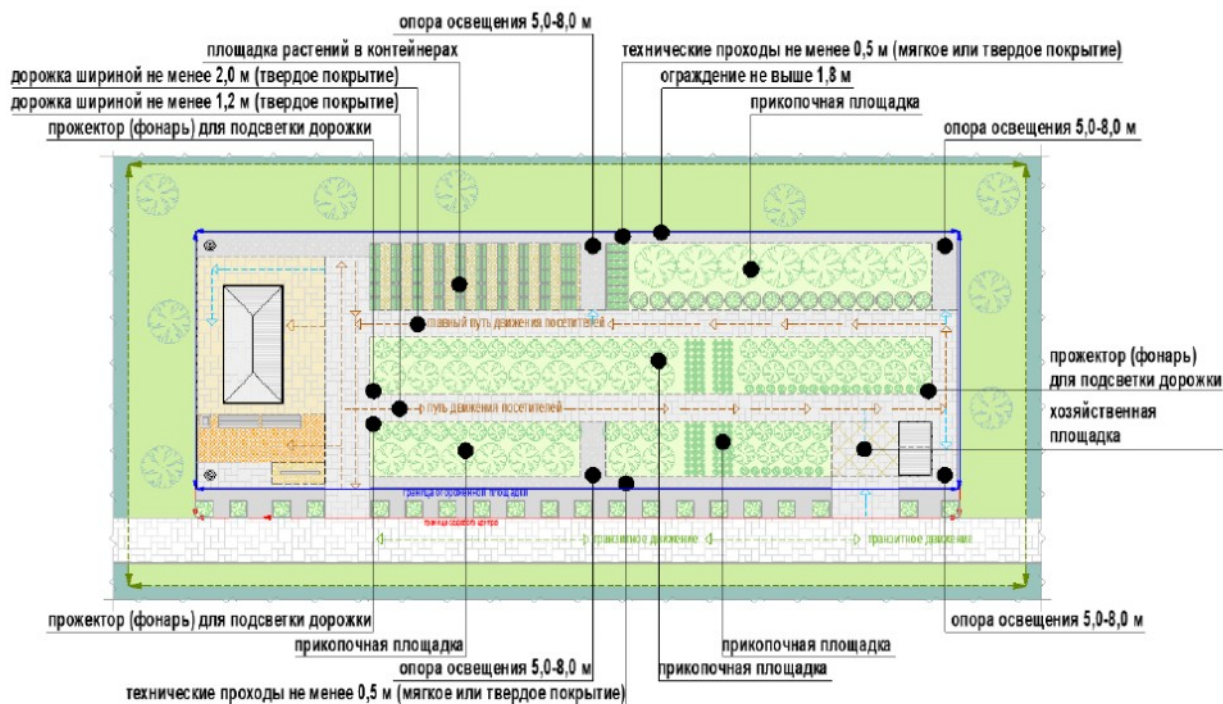 опора освещения 5,0-8,0 м
площадка растений в контейнерах
технические проходы не менее 0,5 м (мягкое или твердое покрытие)
дорожка шириной не менее 2,0 м (твердое покрытие)
ограждение не выше 1,8 м
дорожка шириной не менее 1,2 м (твердое покрытие)
прикопочная площадка
прожектор (фонарь) для подсветки дорожки
опора освещения 5,0-8,0 м
главный путь движения посетителей
прожектор (фонарь)
для подсветки дорожки
путь движения посетителей
хозяйственная
площадка
граница огороженной площадки
граница садового центра
транзитное движение
транзитное движение
прожектор (фонарь) для подсветки дорожки
опора освещения 5,0-8,0 м
прикопочная площадка
прикопочная площадка
опора освещения 5,0-8,0 м
прикопочная площадка
технические проходы не менее 0,5 м (мягкое или твердое покрытие)